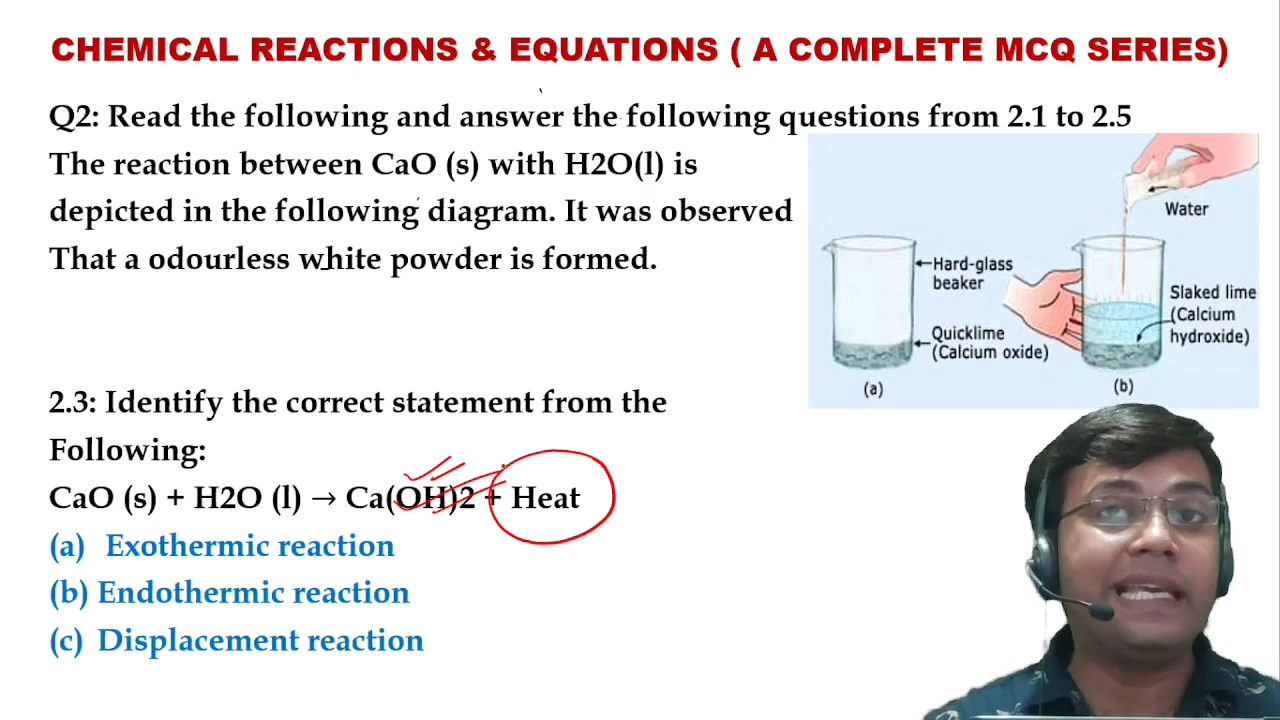 CHEMICAL REACTIONS & EQUATIONS ( A COMPLETE MCQ SERIES)
Q2: Read the following and answer the following questions from 2.1 to 2.5
The reaction between CaO (s) with H2O(l) is
depicted in the following diagram. It was observed
That a odourless white powder is formed.
Water
Hard-glass
beaker
Quicklime
(Calcium oxide)
(a)
Slaked lime
(Calcium
hydroxide)
(b)
2.3: Identify the correct statement from the
Following:
CaO (s) + H2O (l) → Ca(OH)2 + Heat
(a) Exothermic reaction
(b) Endothermic reaction
(c) Displacement reaction